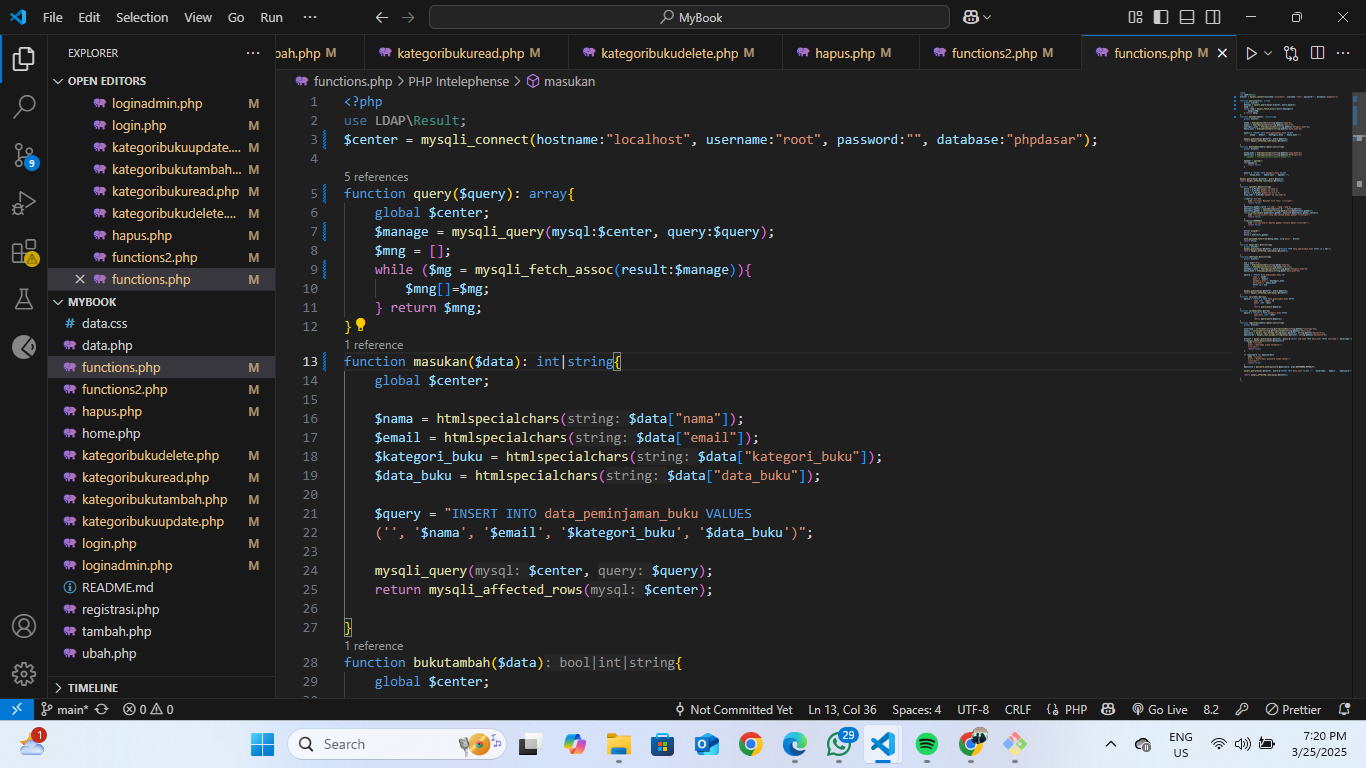 File Edit Selection View Go Run ··· MyBook
EXPLORER
OPEN EDITORS
loginadmin.php M
login.php M
kategoribukuupdate.... M
kategoribukutambah... M
kategoribukuread.php M
kategoribukudelete.... M
hapus.php M
functions2.php M
functions.php M
MYBOOK
# data.css
data.php
functions.php M
functions2.php M
hapus.php M
home.php
kategoribukudelete.php M
kategoribukuread.php M
kategoribukutambah.php M
kategoribukuupdate.php M
login.php M
loginadmin.php M
README.md
registrasi.php
tambah.php
ubah.php
TIMELINE
bah.php M kategoribukuread.php M kategoribukudelete.php M hapus.php M functions2.php M functions.php M
functions.php > PHP Intelephense > masukan
1 <?php
2 use LDAP\Result;
3 $center = mysqli_connect(hostname:"localhost", username:"root", password:"", database:"phpdasar");
4
5 references
5 function query($query): array{
6 global $center;
7 $manage = mysqli_query(mysql:$center, query:$query);
8 $mng = [];
9 while ($mg = mysqli_fetch_assoc(result:$manage)){
10 $mng[]=$mg;
11 } return $mng;
12 }
1 reference
13 function masukan($data): int|string{
14 global $center;
15
16 $nama = htmlspecialchars(string: $data["nama"]);
17 $email = htmlspecialchars(string: $data["email"]);
18 $kategori_buku = htmlspecialchars(string: $data["kategori_buku"]);
19 $data_buku = htmlspecialchars(string: $data["data_buku"]);
20
21 $query = "INSERT INTO data_peminjaman_buku VALUES
22 ('', '$nama', '$email', '$kategori_buku', '$data_buku')";
23
24 mysqli_query(mysql: $center, query: $query);
25 return mysqli_affected_rows(mysql: $center);
26
27 }
1 reference
28 function bukutambah($data): bool|int|string{
29 global $center;
main* 0 0 Not Committed Yet Ln 13, Col 36 Spaces: 4 UTF-8 CRLF {} PHP Go Live 8.2 Prettier
9
1 Search 29 ENG US 7:20 PM 3/25/2025